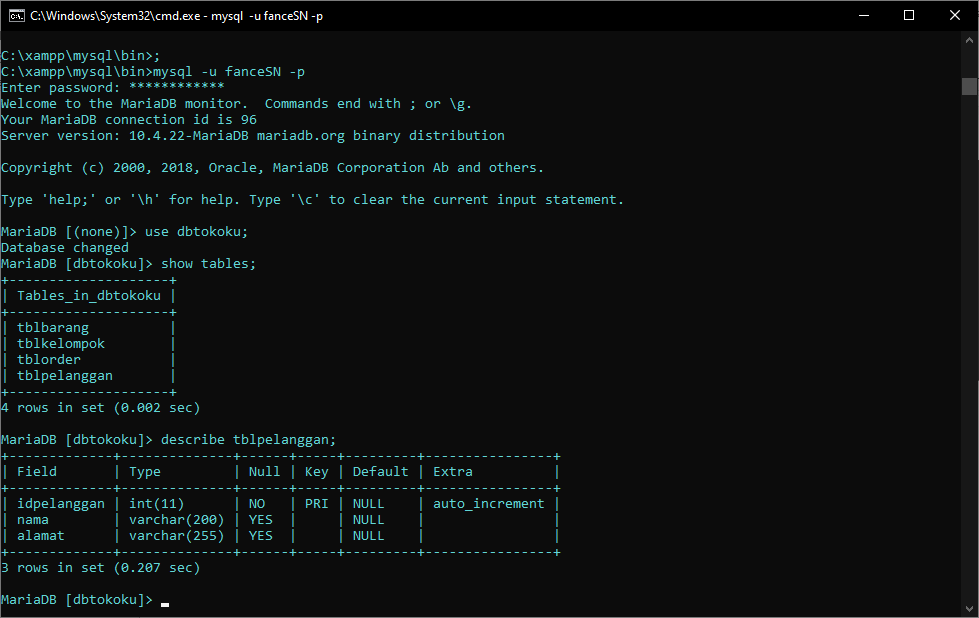 C:\Windows\System32\cmd.exe - mysql  -u fanceSN -p
C:\xampp\mysql\bin>;
C:\xampp\mysql\bin>mysql -u fanceSN -p
Enter password: ************
Welcome to the MariaDB monitor.  Commands end with ; or \g.
Your MariaDB connection id is 96
Server version: 10.4.22-MariaDB mariadb.org binary distribution
Copyright (c) 2000, 2018, Oracle, MariaDB Corporation Ab and others.
Type 'help;' or '\h' for help. Type '\c' to clear the current input statement.
MariaDB [(none)]> use dbtokoku;
Database changed
MariaDB [dbtokoku]> show tables;
+--------------------+
| Tables_in_dbtokoku |
+--------------------+
| tblbarang          |
| tblkelompok        |
| tblorder           |
| tblpelanggan       |
+--------------------+
4 rows in set (0.002 sec)
MariaDB [dbtokoku]> describe tblpelanggan;
+-------------+--------------+------+-----+---------+----------------+
| Field       | Type         | Null | Key | Default | Extra          |
+-------------+--------------+------+-----+---------+----------------+
| idpelanggan | int(11)      | NO   | PRI | NULL    | auto_increment |
| nama        | varchar(200) | YES  |     | NULL    |                |
| alamat      | varchar(255) | YES  |     | NULL    |                |
+-------------+--------------+------+-----+---------+----------------+
3 rows in set (0.207 sec)
MariaDB [dbtokoku]> _